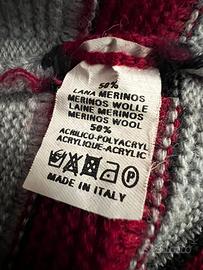 50%
LANA MERINOS
MERINOS WOLLE
LAINE MERINOS
MERINOS WOOL
50%
ACRILICO-POLYACRYL
ACRYLIQUE-ACRYLIC
P
MADE IN ITALY